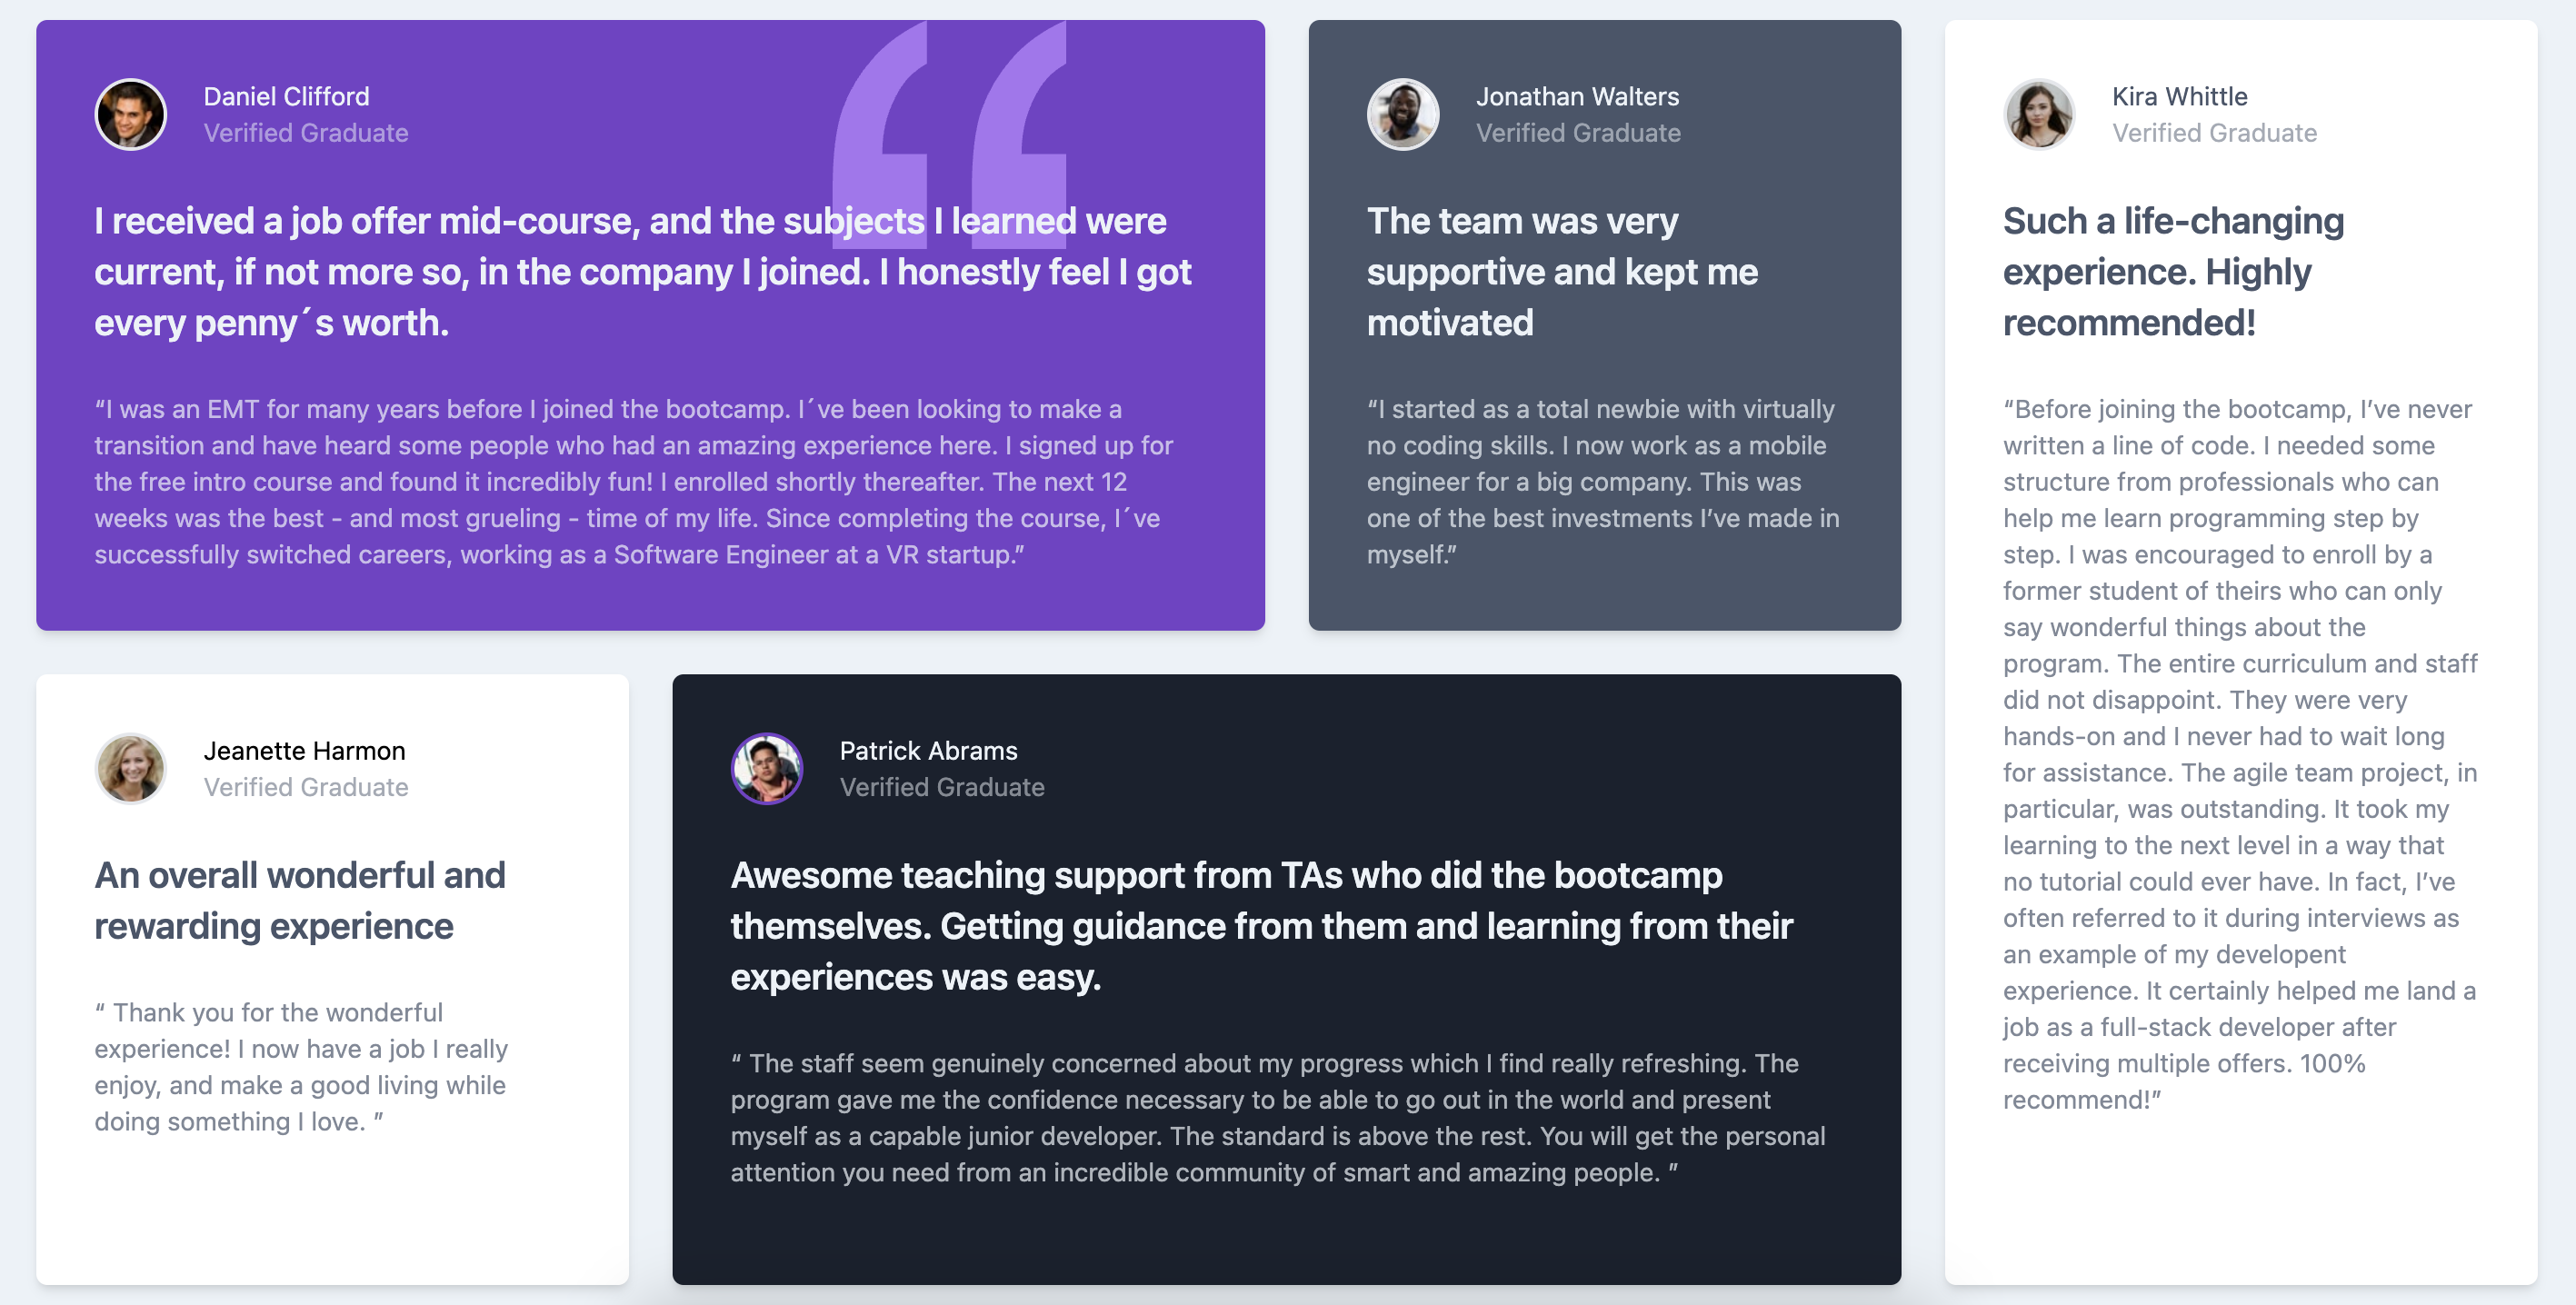 Daniel Clifford
Verified Graduate
I received a job offer mid-course, and the subjects I learned were
current, if not more so, in the company I joined. I honestly feel I got
every penny´s worth.
“I was an EMT for many years before I joined the bootcamp. I´ve been looking to make a
transition and have heard some people who had an amazing experience here. I signed up for
the free intro course and found it incredibly fun! I enrolled shortly thereafter. The next 12
weeks was the best - and most grueling - time of my life. Since completing the course, I´ve
successfully switched careers, working as a Software Engineer at a VR startup.”
Jonathan Walters
Verified Graduate
The team was very
supportive and kept me
motivated
“I started as a total newbie with virtually
no coding skills. I now work as a mobile
engineer for a big company. This was
one of the best investments I’ve made in
myself.”
Kira Whittle
Verified Graduate
Such a life-changing
experience. Highly
recommended!
“Before joining the bootcamp, I’ve never
written a line of code. I needed some
structure from professionals who can
help me learn programming step by
step. I was encouraged to enroll by a
former student of theirs who can only
say wonderful things about the
program. The entire curriculum and staff
did not disappoint. They were very
hands-on and I never had to wait long
for assistance. The agile team project, in
particular, was outstanding. It took my
learning to the next level in a way that
no tutorial could ever have. In fact, I’ve
often referred to it during interviews as
an example of my developent
experience. It certainly helped me land a
job as a full-stack developer after
receiving multiple offers. 100%
recommend!”
Jeanette Harmon
Verified Graduate
An overall wonderful and
rewarding experience
“ Thank you for the wonderful
experience! I now have a job I really
enjoy, and make a good living while
doing something I love. ”
Patrick Abrams
Verified Graduate
Awesome teaching support from TAs who did the bootcamp
themselves. Getting guidance from them and learning from their
experiences was easy.
“ The staff seem genuinely concerned about my progress which I find really refreshing. The
program gave me the confidence necessary to be able to go out in the world and present
myself as a capable junior developer. The standard is above the rest. You will get the personal
attention you need from an incredible community of smart and amazing people. ”